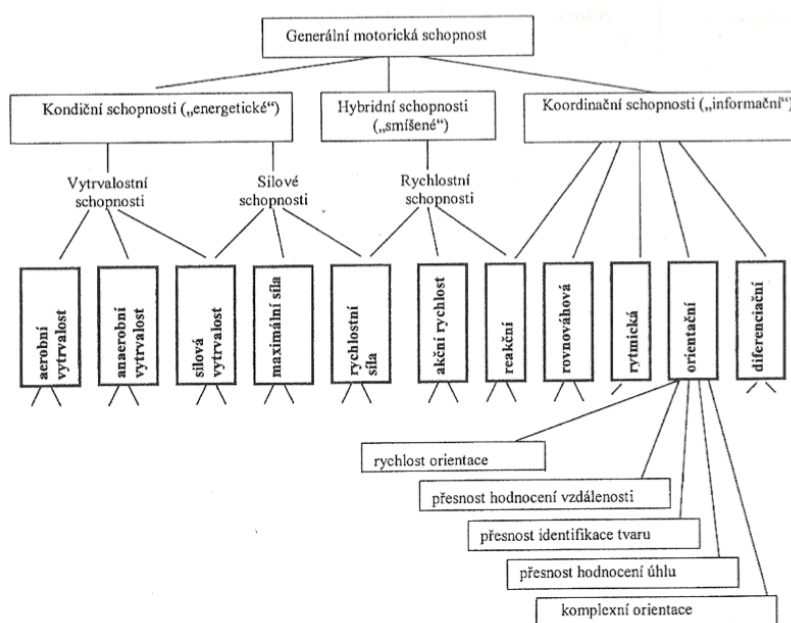 Generální motorická schopnost
Kondiční schopnosti („energetické“)
Hybridní schopnosti
(„smíšené“)
Koordinační schopnosti („informační“)
Vytrvalostní
schopnosti
Silové
schopnosti
Rychlostní
schopnosti
aerobní
vytrvalost
anaerobní
vytrvalost
silová
vytrvalost
maximální síla
rychlostní
síla
akční rychlost
reakční
rovnováhová
rytmická
orientační
diferenciační
rychlost orientace
přesnost hodnocení vzdálenosti
přesnost identifikace tvaru
přesnost hodnocení úhlu
komplexní orientace